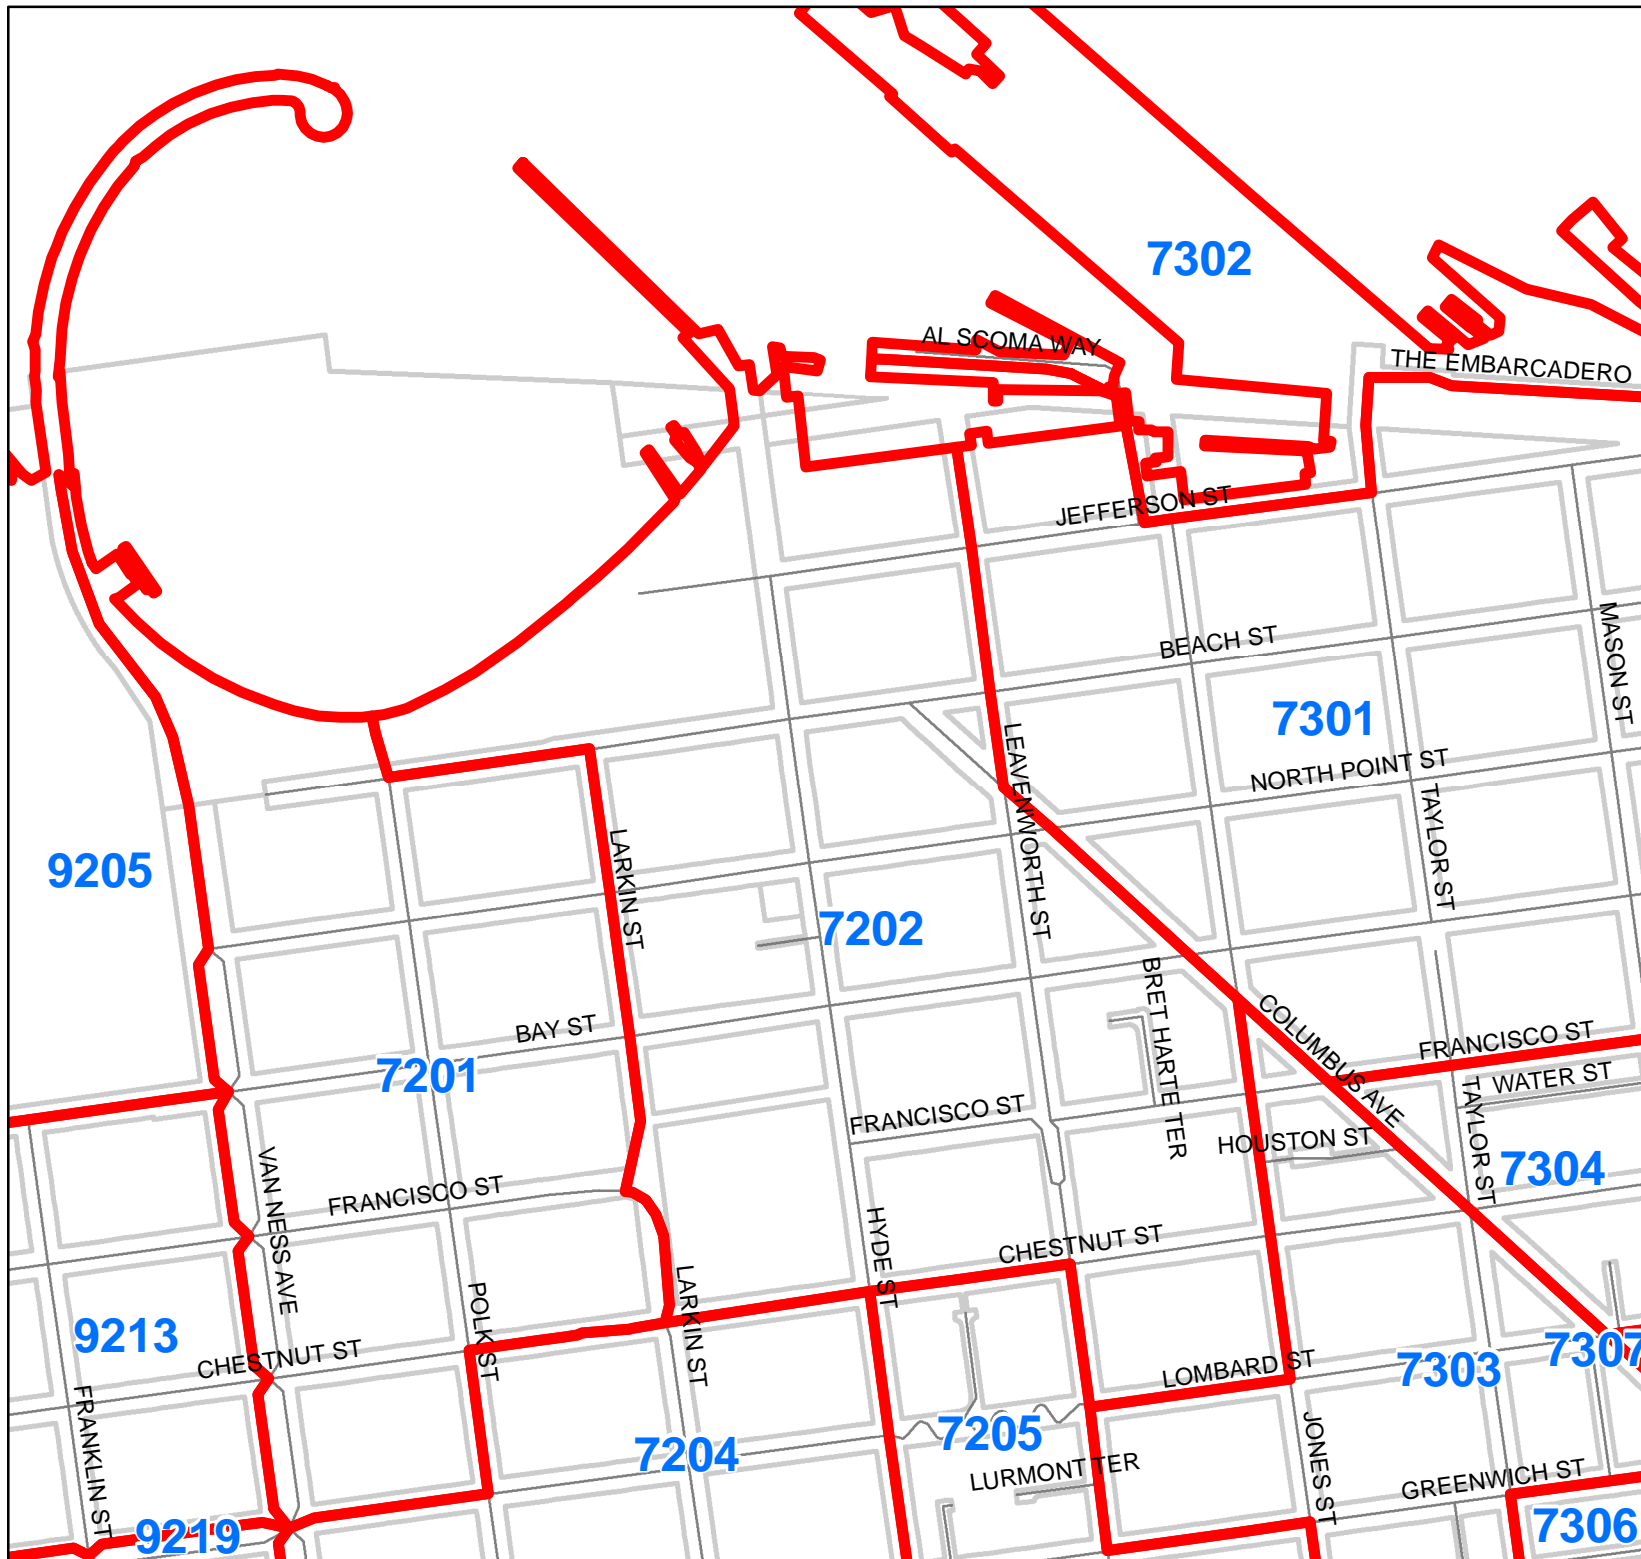 7302
AL SCOMA WAY
THE EMBARCADERO
JEFFERSON ST
BEACH ST
MASON ST
7301
LEAVENWORTH ST
NORTH POINT ST
TAYLOR ST
9205
LARKIN ST
7202
BRET HARTE TER
COLUMBUS AVE
BAY ST
FRANCISCO ST
7201
WATER ST
TAYLOR ST
FRANCISCO ST
HOUSTON ST
VAN NESS AVE
7304
FRANCISCO ST
HYDE ST
CHESTNUT ST
LARKIN ST
POLK ST
9213
CHESTNUT ST
LOMBARD ST
7303
7307
FRANKLIN ST
JONES ST
7204
7205
LURMONT TER
GREENWICH ST
9219
7306